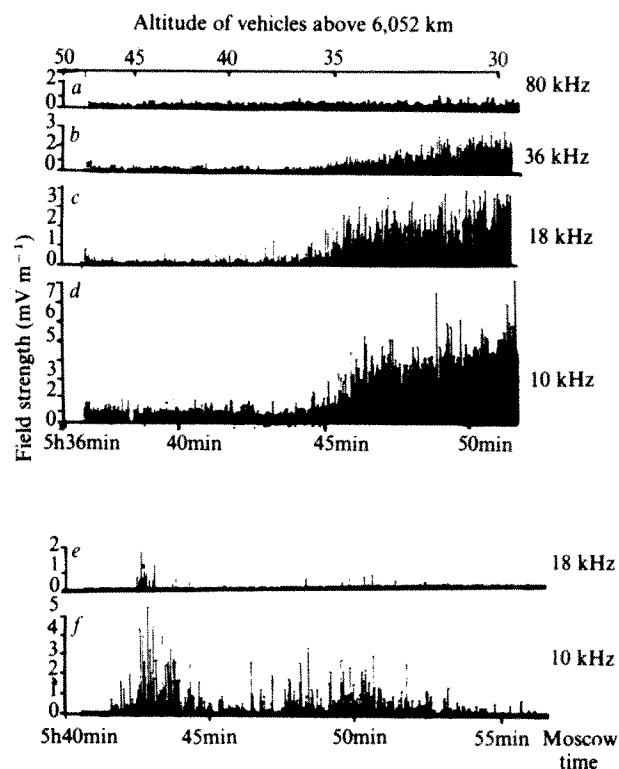 Altitude of vehicles above 6,052 km
50 45 40 35 30
2
0
a
80 kHz
3
2
1
0
b
36 kHz
3
2
1
0
c
18 kHz
7
6
5
4
3
2
1
0
d
10 kHz
Field strength (mV m⁻¹)
5h36min 40min 45min 50min
2
1
0
e
18 kHz
5
4
3
2
1
0
f
10 kHz
5h40min 45min 50min 55min Moscow
time